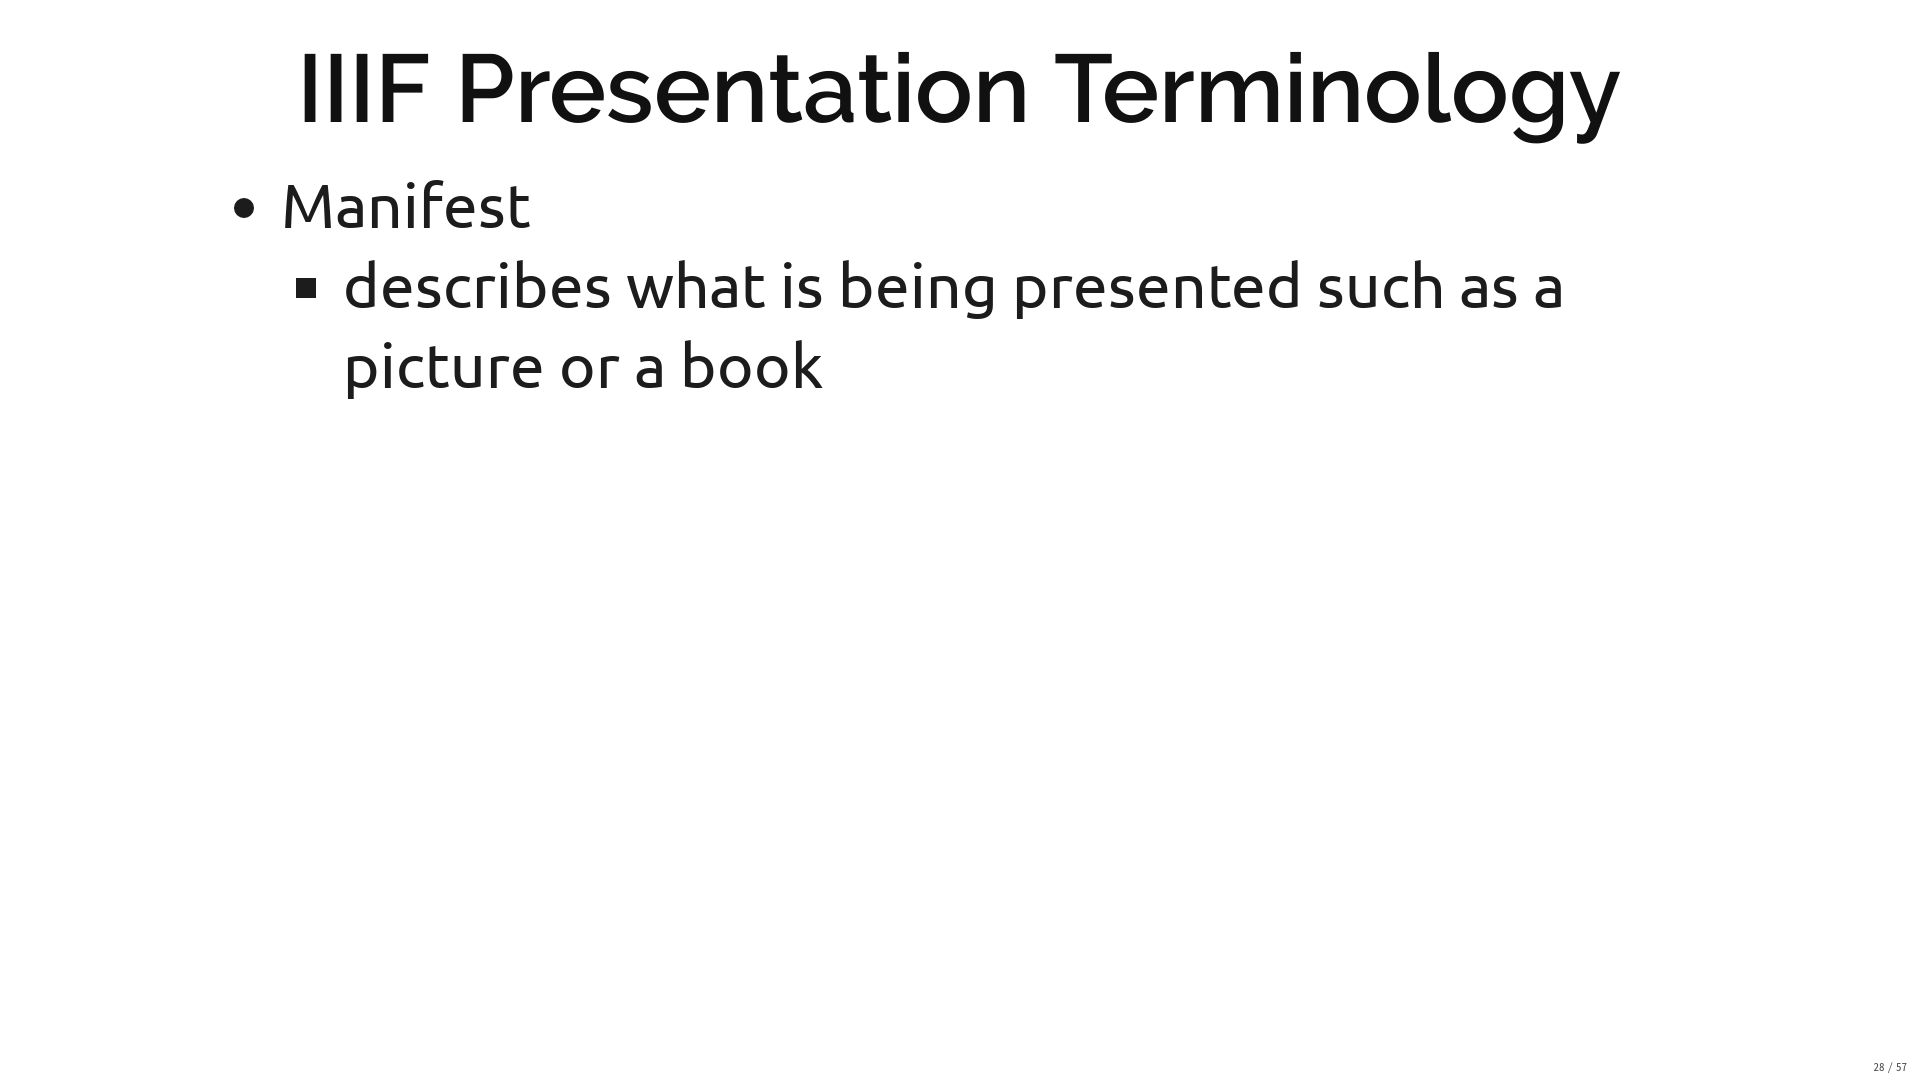 IIIF Presentation Terminology
Manifest
describes what is being presented such as a
picture or a book
28 / 57